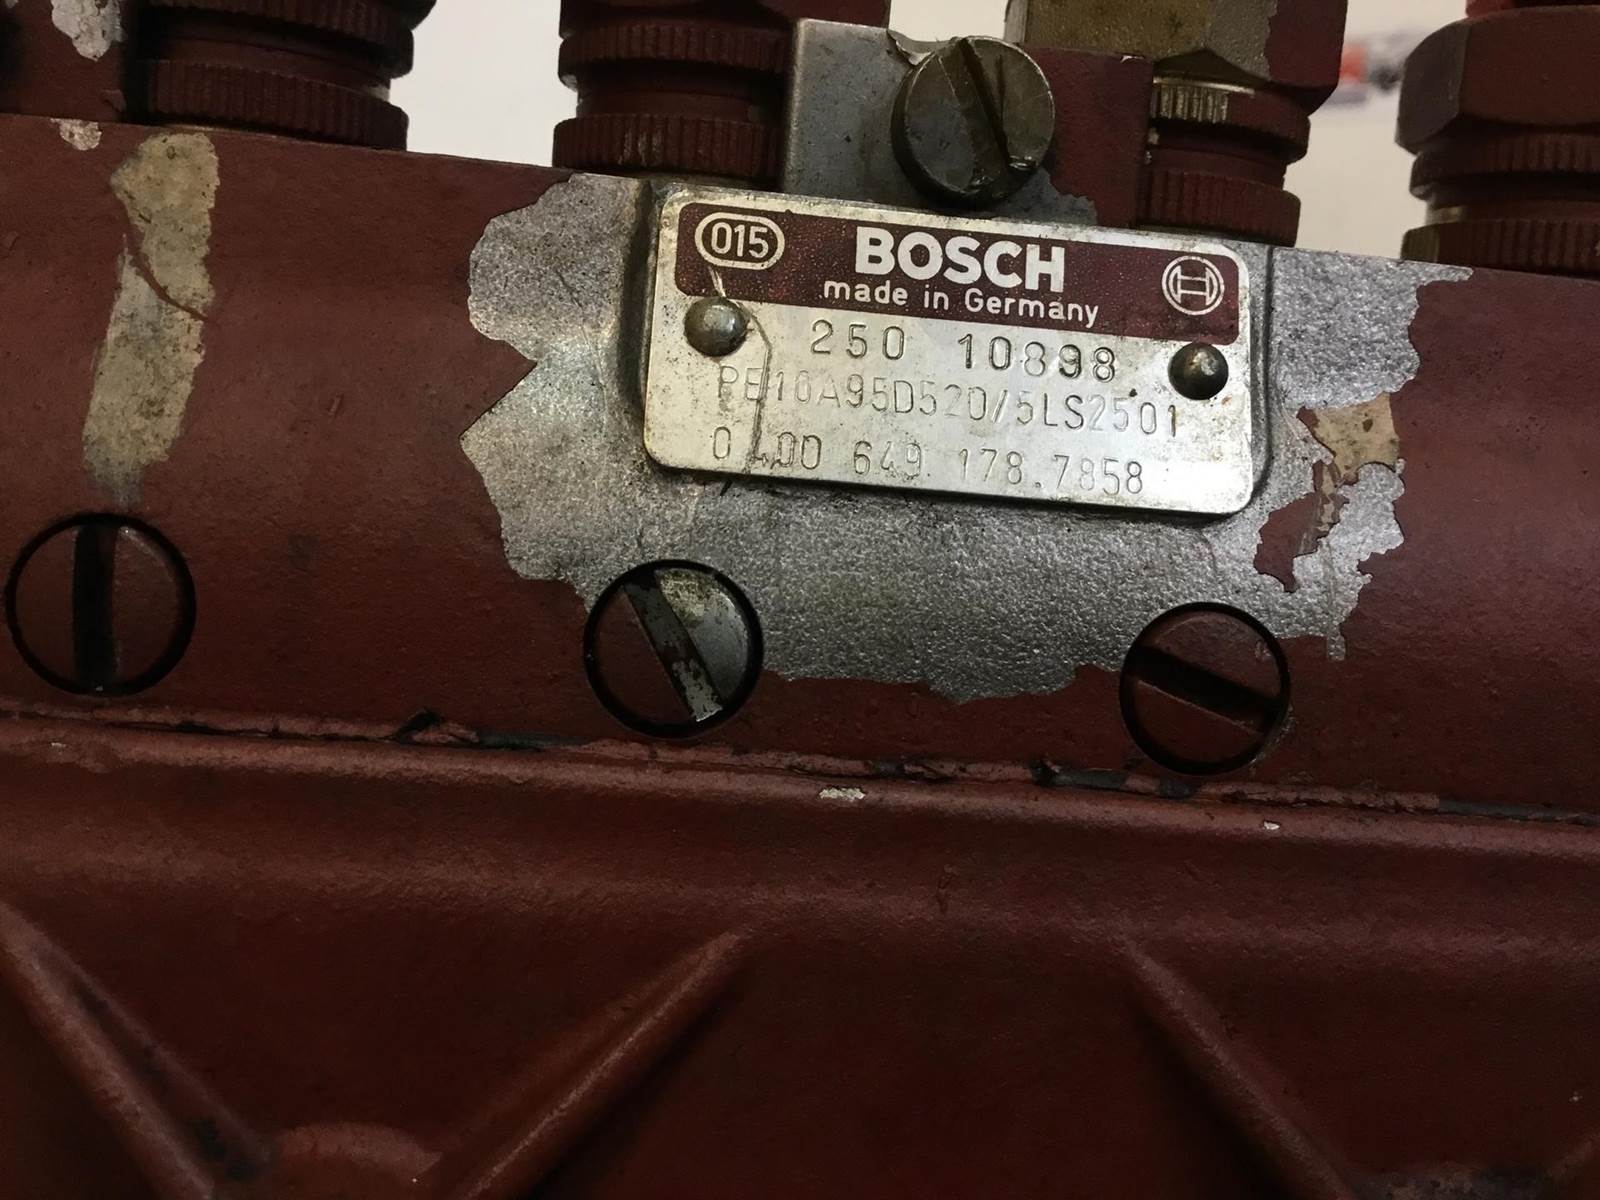 015 BOSCH
made in Germany
250 10898
PE10A95D520/5LS2501
0 400 649 178.7858